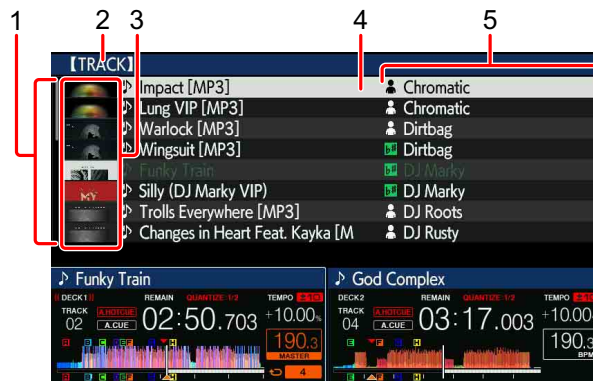 1 2 3 4 5
【TRACK】
♪ Impact [MP3] Chromatic
♪ Lung VIP [MP3] Chromatic
♪ Warlock [MP3] Dirtbag
♪ Wingsuit [MP3] Dirtbag
♪ Funky Train DJ Marky
♪ Silly (DJ Marky VIP) DJ Marky
♪ Trolls Everywhere [MP3] DJ Roots
♪ Changes in Heart Feat. Kayka [M DJ Rusty
♪ Funky Train
DECK1 REMAIN QUANTIZE 1/2 TEMPO ±10
TRACK 02 A.HOTCUE A.CUE 02:50.703 +10.00%
190.3 MASTER
4
♪ God Complex
DECK2 REMAIN QUANTIZE 1/2 TEMPO ±10
TRACK 04 A.HOTCUE A.CUE 03:17.003 +10.00
190.3 BPM